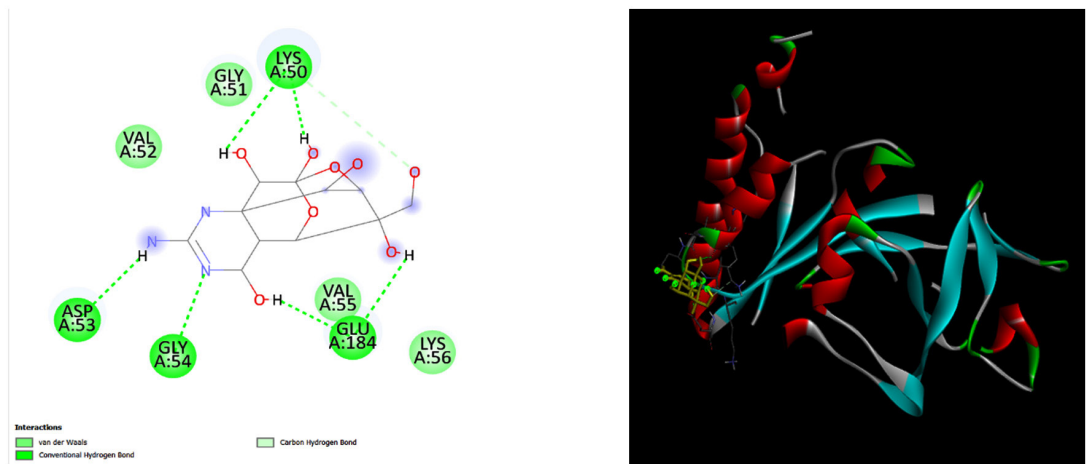 LYS
A:50
GLY
A:51
VAL
A:52
H
O
H
O
O
O
O
O
N
N
H
N
O
H
O
H
VAL
A:55
ASP
A:53
GLU
A:184
GLY
A:54
LYS
A:56
Interactions
van der Waals
Carbon Hydrogen Bond
Conventional Hydrogen Bond